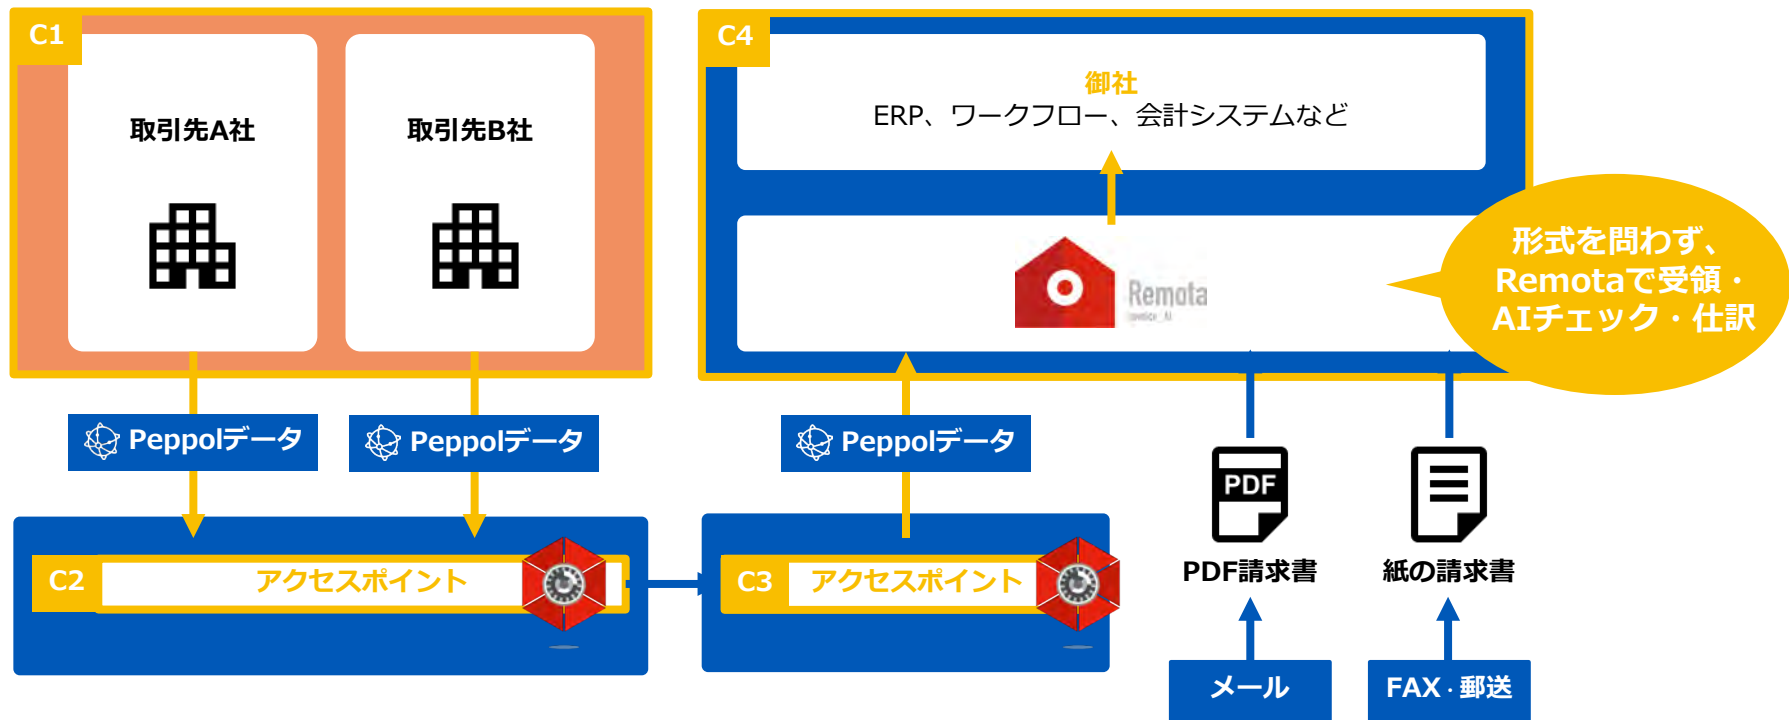 C1
取引先A社
取引先B社
Peppolデータ
Peppolデータ
C2
アクセスポイント
C3
アクセスポイント
Peppolデータ
C4
御社
ERP、ワークフロー、会計システムなど
Remota
形式を問わず、
Remotaで受領・
AIチェック・仕訳
PDF
PDF請求書
紙の請求書
メール
FAX・郵送